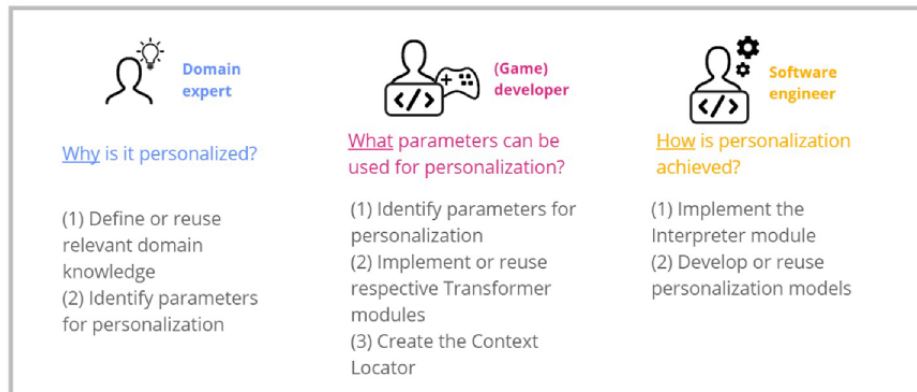 Domain
expert
Why is it personalized?
(1) Define or reuse
relevant domain
knowledge
(2) Identify parameters
for personalization
(Game)
developer
</>
What parameters can be
used for personalization?
(1) Identify parameters for
personalization
(2) Implement or reuse
respective Transformer
modules
(3) Create the Context
Locator
Software
engineer
</>
How is personalization
achieved?
(1) Implement the
Interpreter module
(2) Develop or reuse
personalization models